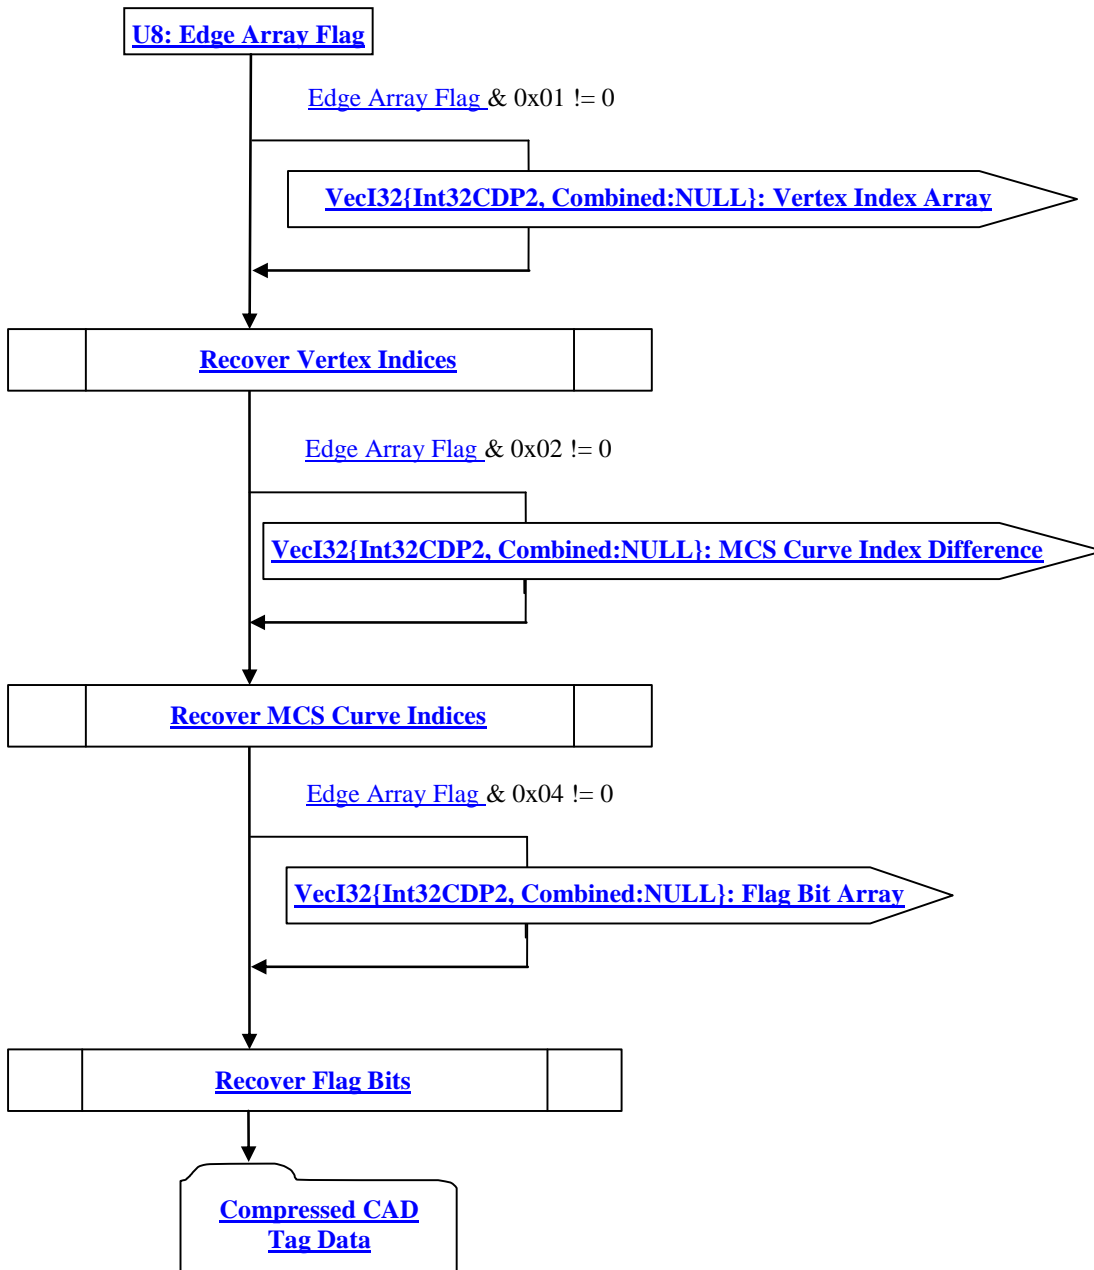 U8: Edge Array Flag
Edge Array Flag & 0x01 != 0
VecI32{Int32CDP2, Combined:NULL}: Vertex Index Array
Recover Vertex Indices
Edge Array Flag & 0x02 != 0
VecI32{Int32CDP2, Combined:NULL}: MCS Curve Index Difference
Recover MCS Curve Indices
Edge Array Flag & 0x04 != 0
VecI32{Int32CDP2, Combined:NULL}: Flag Bit Array
Recover Flag Bits
Compressed CAD
Tag Data